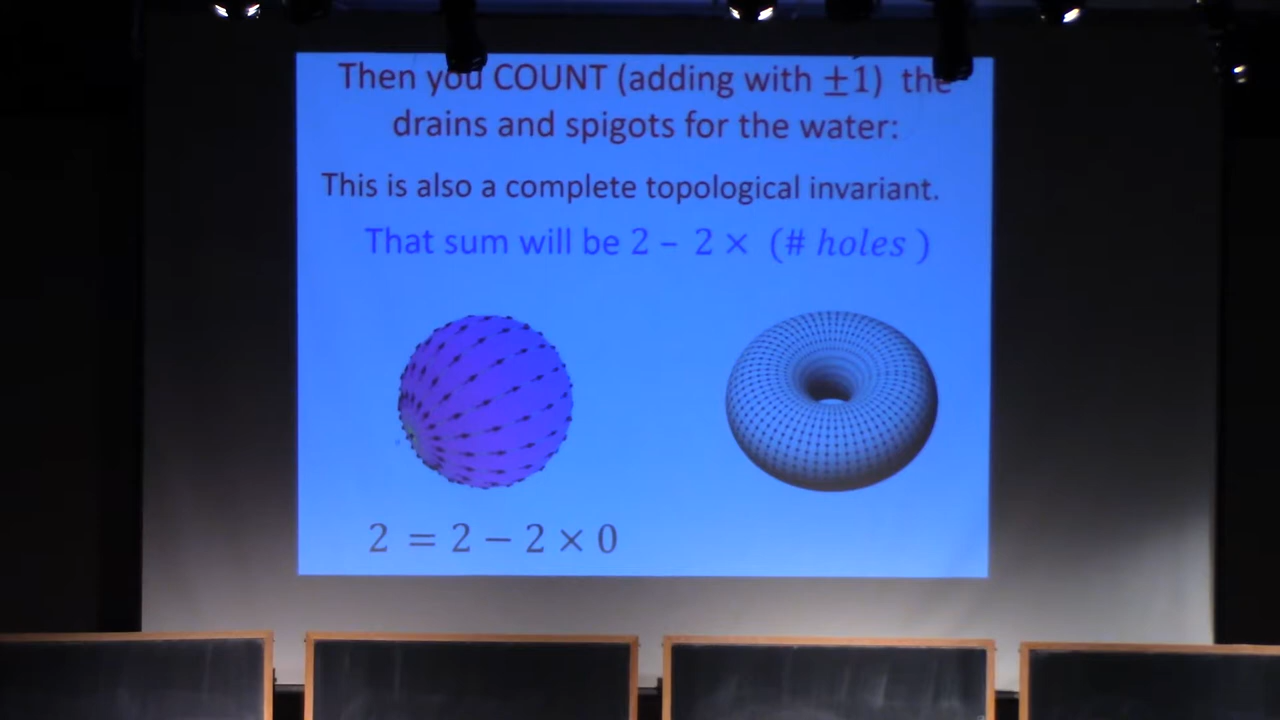 Then you COUNT (adding with ±1) the
drains and spigots for the water:
This is also a complete topological invariant.
That sum will be 2 – 2 × (# holes )
2 = 2 − 2 × 0